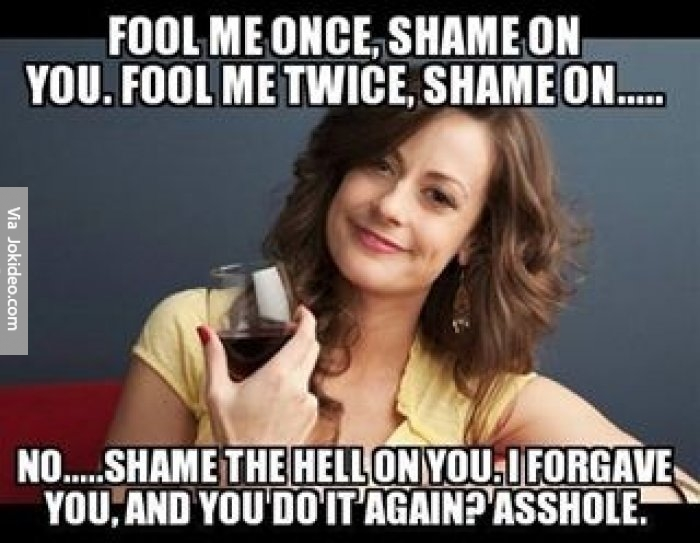 FOOL ME ONCE, SHAME ON
YOU. FOOL ME TWICE, SHAME ON.....
Via Jokideo.com
NO.....SHAME THE HELL ON YOU. I FORGAVE
YOU, AND YOU DO IT AGAIN? ASSHOLE.